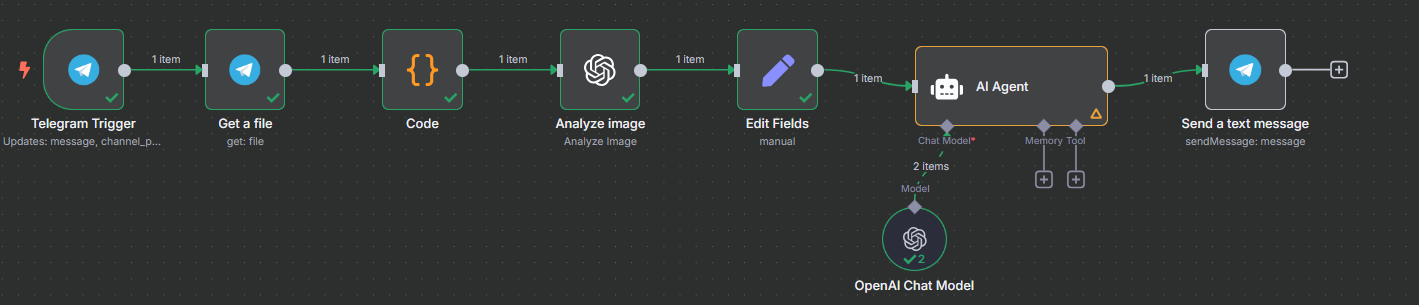 1 item
1 item
1 item
1 item
1 item
1 item
AI Agent
Telegram Trigger
Updates: message, channel_p...
Get a file
get: file
Code
Analyze image
Analyze Image
Edit Fields
manual
Chat Model*
Memory
Tool
Send a text message
sendMessage: message
2 items
Model
2
OpenAI Chat Model